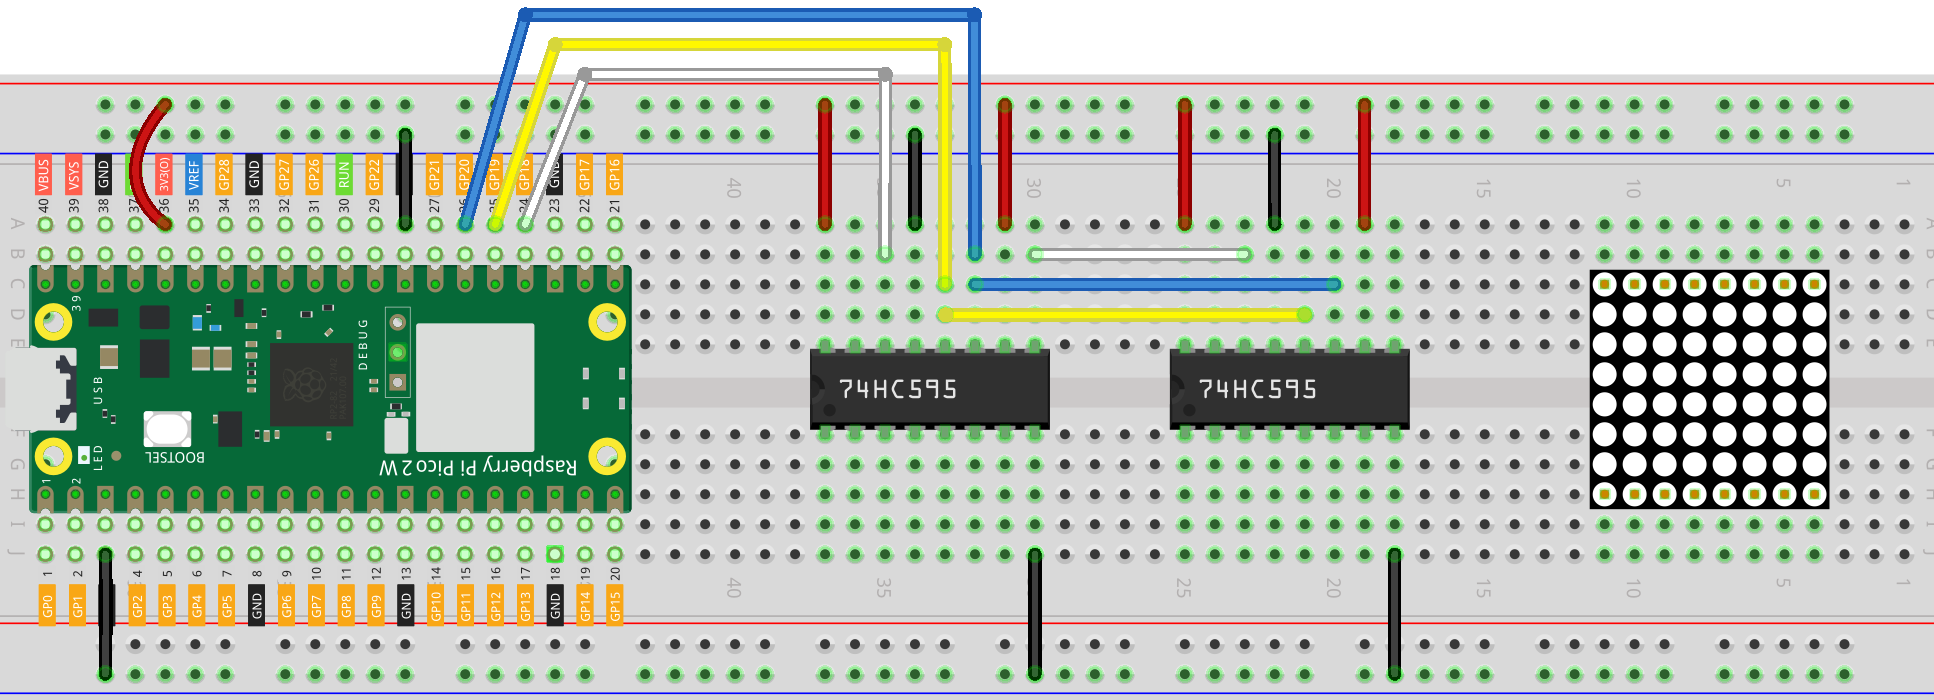 VBUS
VSYS
GND
3V3(O)
VREF
GP28
GND
GP27
GP26
RUN
GP22
GP21
GP20
GP19
GP18
GND
GP17
GP16
40
39
38
37
36
35
34
33
32
31
30
29
27
26
25
24
23
22
21
40
35
30
25
20
15
10
5
1
A
B
C
D
E
F
G
H
I
J
39
DEBUG
USB
BOOTSEL
LED
1
2
Raspberry Pi Pico 2 W
74HC595
74HC595
1
2
4
5
6
7
8
9
10
11
12
13
14
15
16
17
18
19
20
GP0
GP1
GP2
GP3
GP4
GP5
GND
GP6
GP7
GP8
GP9
GND
GP10
GP11
GP12
GP13
GND
GP14
GP15
40
35
25
20
15
10
5
1